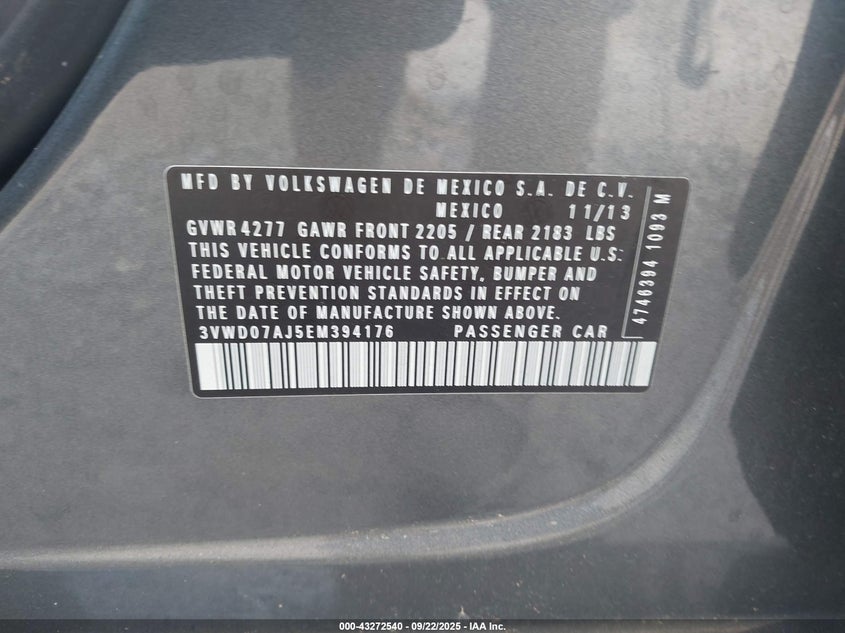 MFD BY VOLKSWAGEN DE MEXICO S.A. DE C.V.
MEXICO 11/13
GVWR 4277 GAWR FRONT 2205 / REAR 2183 LBS
THIS VEHICLE CONFORMS TO ALL APPLICABLE U.S.
FEDERAL MOTOR VEHICLE SAFETY, BUMPER AND
THEFT PREVENTION STANDARDS IN EFFECT ON
THE DATE OF MANUFACTURE SHOWN ABOVE.
3VWD07AJ5EM394176 PASSENGER CAR
4746394 1093 M
000-43272540 - 09/22/2025 - IAA Inc.